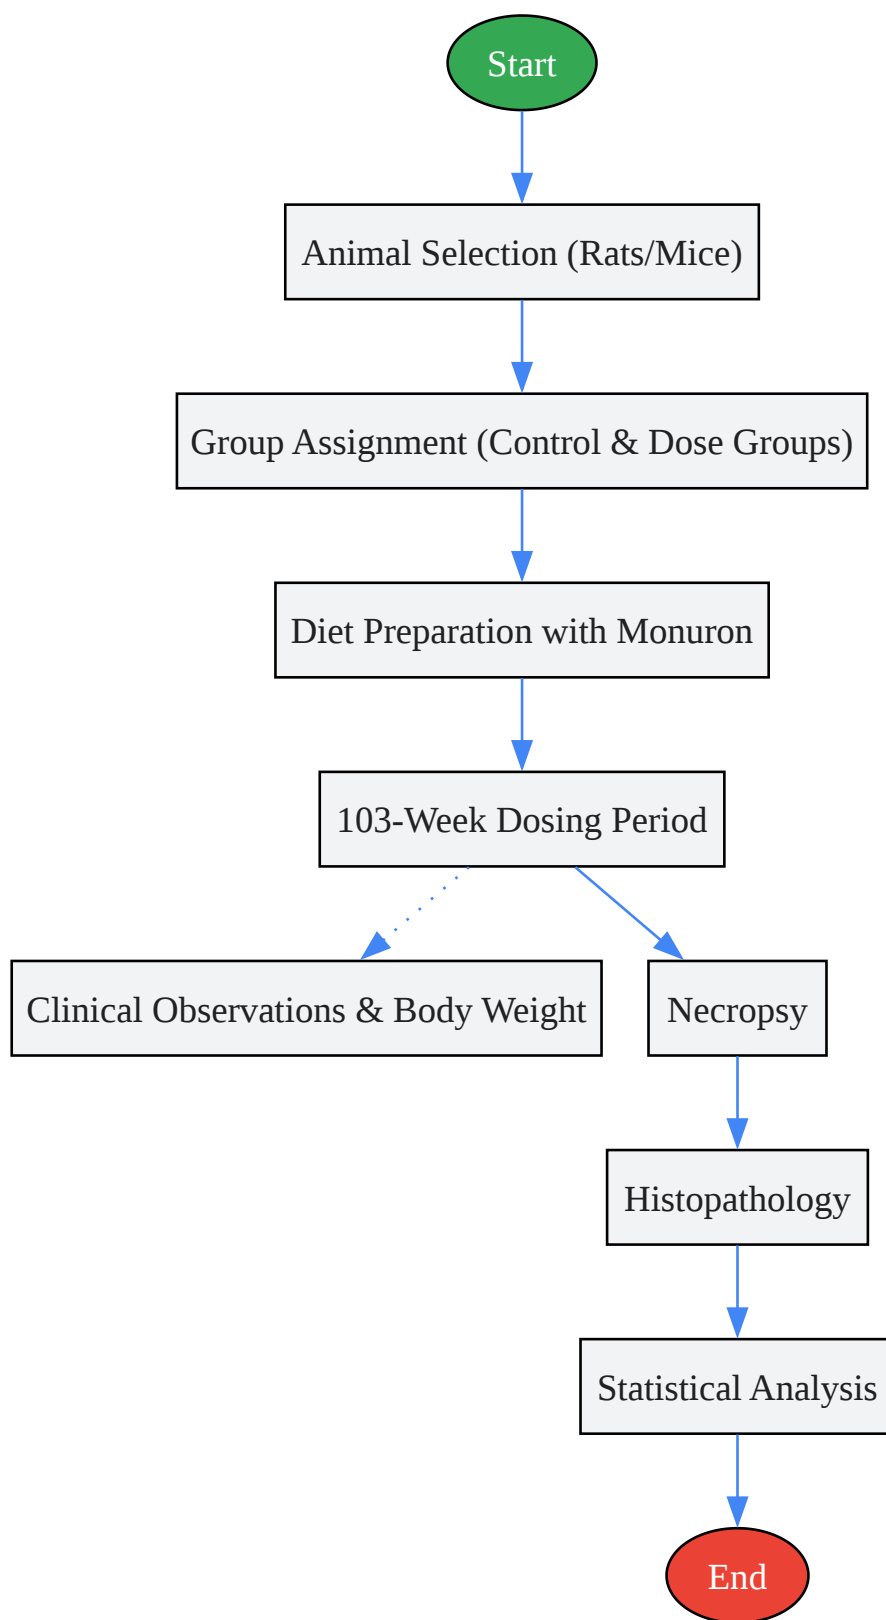 Start
Animal Selection (Rats/Mice)
Group Assignment (Control & Dose Groups)
Diet Preparation with Monuron
103-Week Dosing Period
Clinical Observations & Body Weight
Necropsy
Histopathology
Statistical Analysis
End